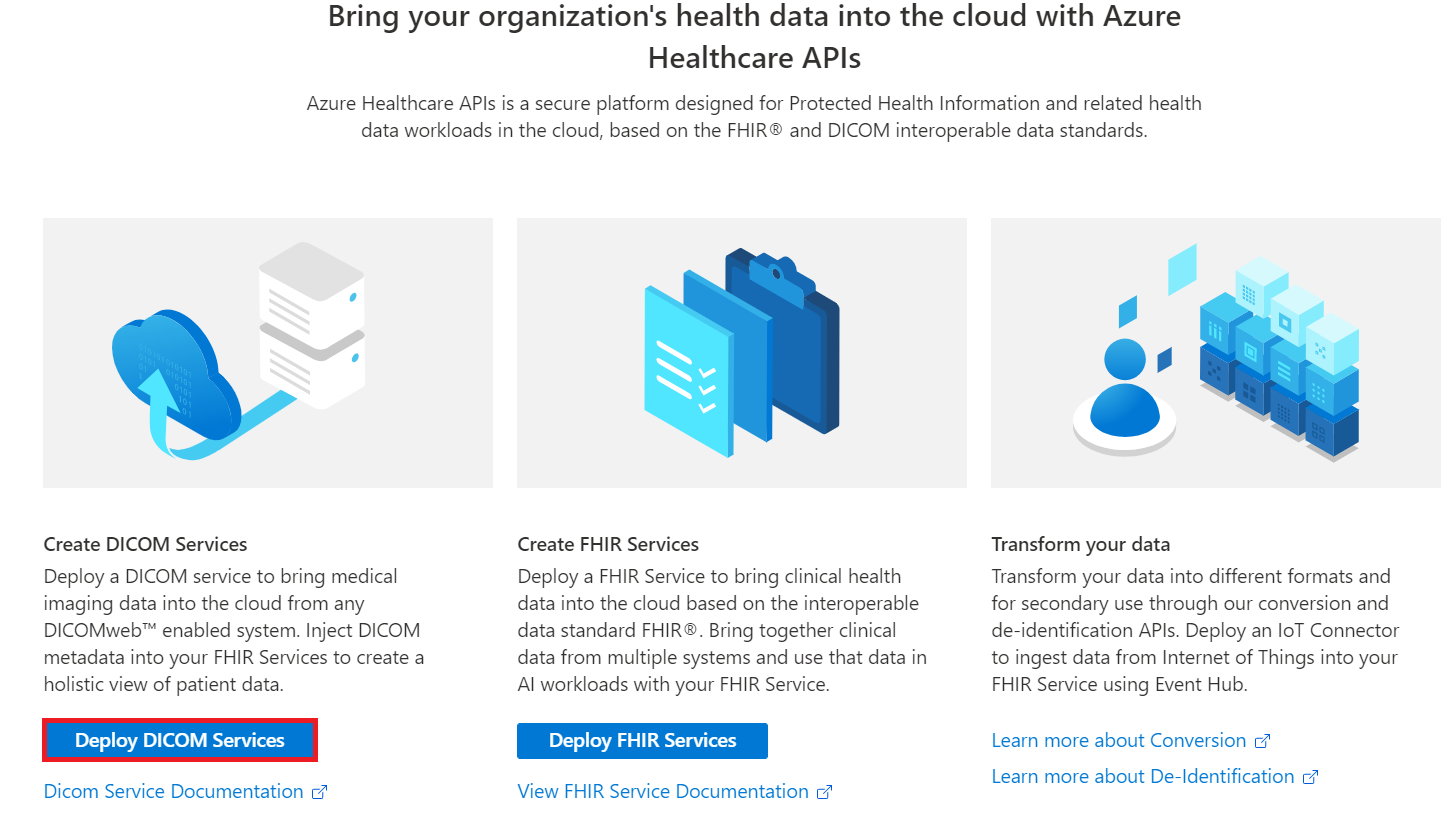 Bring your organization's health data into the cloud with Azure
Healthcare APIs
Azure Healthcare APIs is a secure platform designed for Protected Health Information and related health
data workloads in the cloud, based on the FHIR® and DICOM interoperable data standards.
Create DICOM Services
Deploy a DICOM service to bring medical
imaging data into the cloud from any
DICOMweb™ enabled system. Inject DICOM
metadata into your FHIR Services to create a
holistic view of patient data.
Deploy DICOM Services
Dicom Service Documentation
Create FHIR Services
Deploy a FHIR Service to bring clinical health
data into the cloud based on the interoperable
data standard FHIR®. Bring together clinical
data from multiple systems and use that data in
AI workloads with your FHIR Service.
Deploy FHIR Services
View FHIR Service Documentation
Transform your data
Transform your data into different formats and
for secondary use through our conversion and
de-identification APIs. Deploy an IoT Connector
to ingest data from Internet of Things into your
FHIR Service using Event Hub.
Learn more about Conversion
Learn more about De-Identification